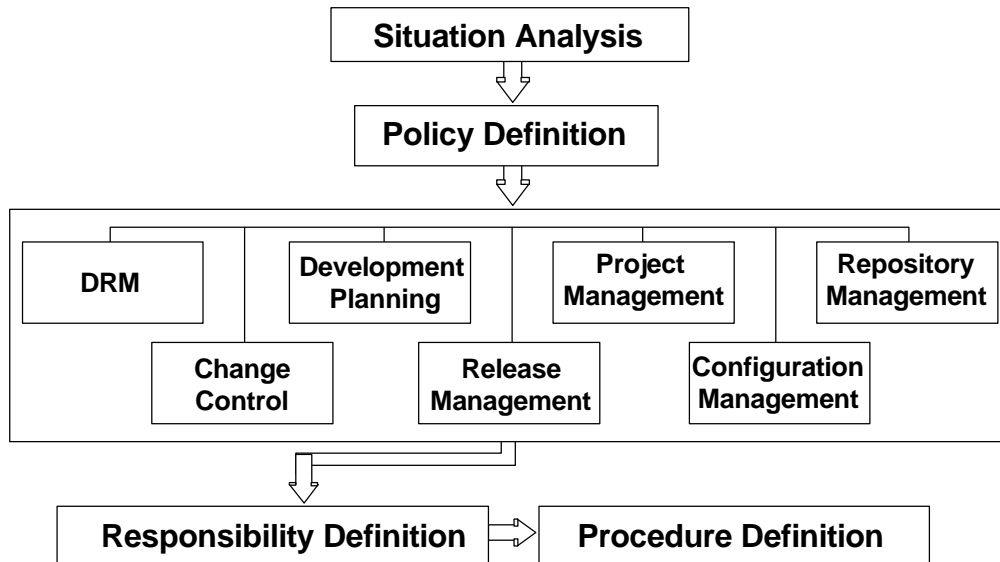 Situation Analysis
Policy Definition
DRM
Development
Planning
Project
Management
Repository
Management
Change
Control
Release
Management
Configuration
Management
Responsibility Definition
Procedure Definition